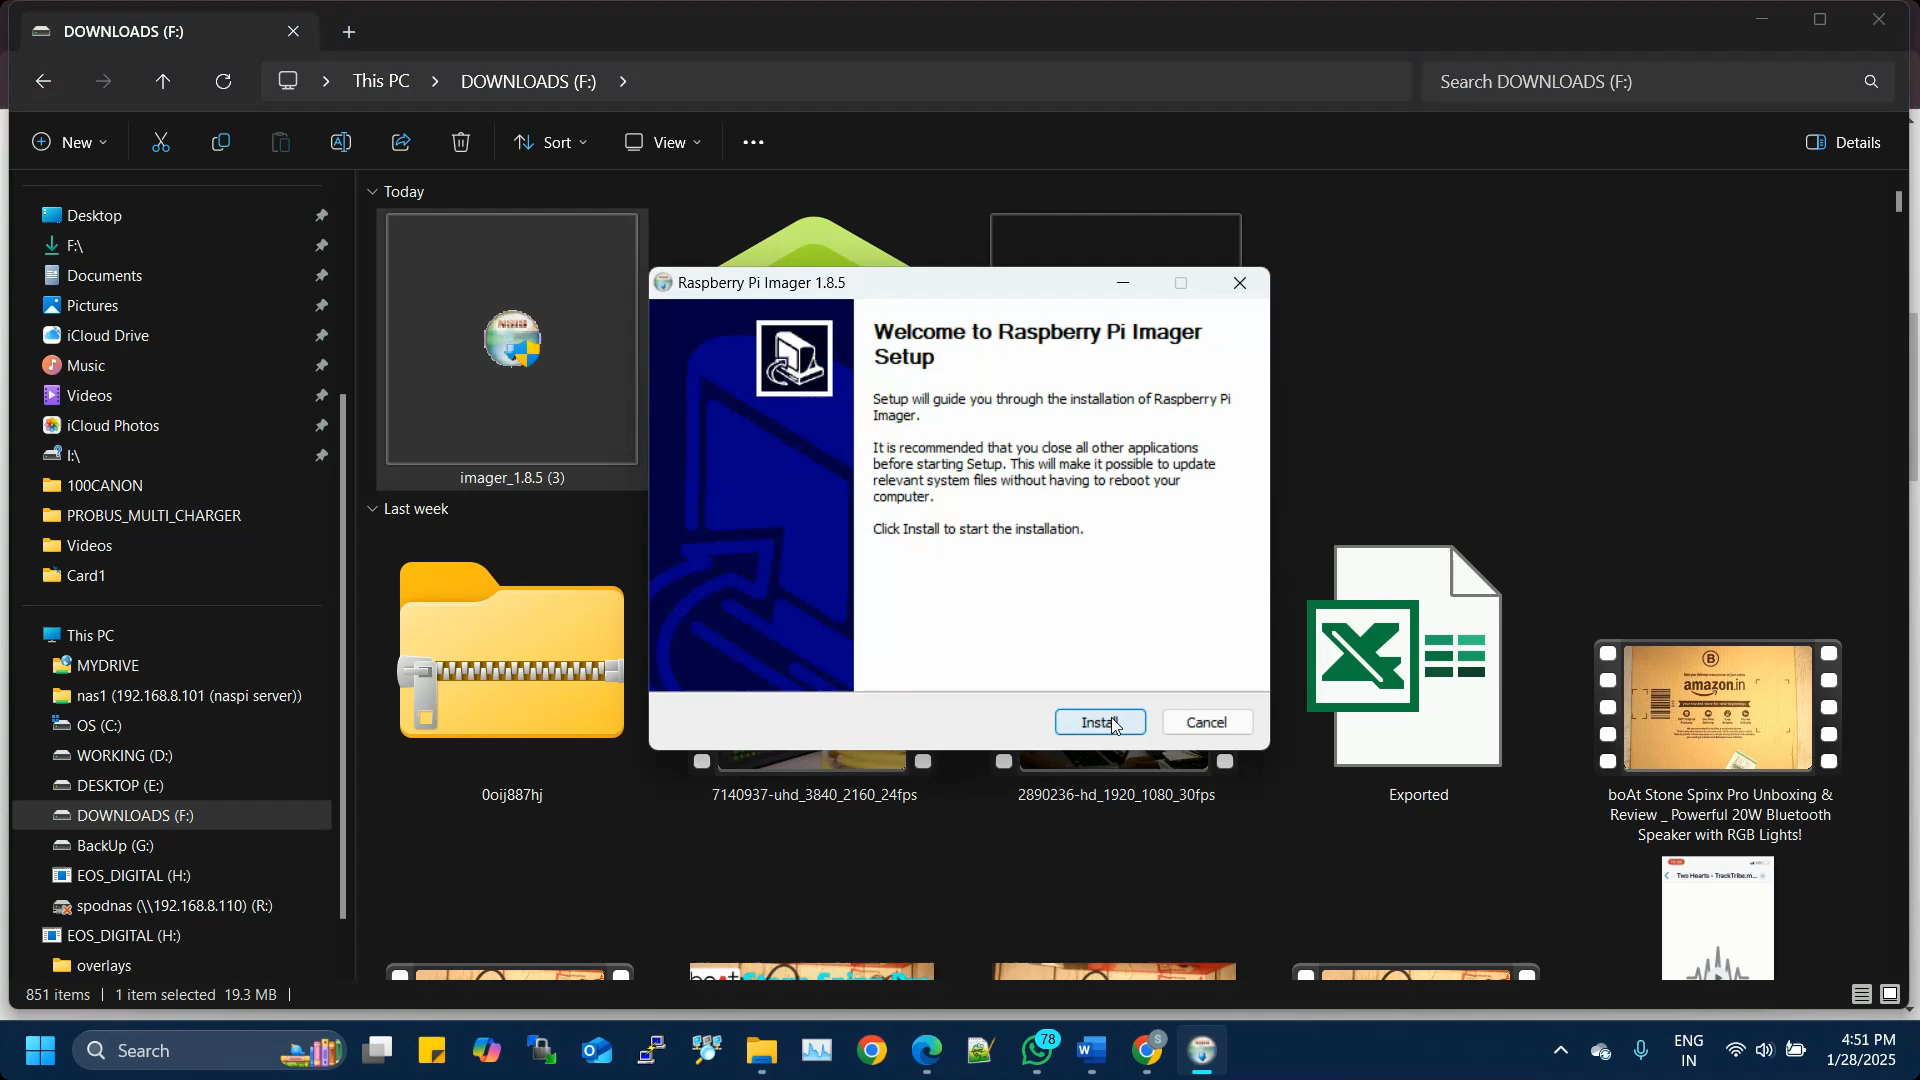 DOWNLOADS (F:)
This PC
DOWNLOADS (F:)
Search DOWNLOADS (F:)
New
Sort
View
Details
Desktop
F:\
Documents
Pictures
iCloud Drive
Music
Videos
iCloud Photos
I:\
100CANON
PROBUS_MULTI_CHARGER
Videos
Card1
This PC
MYDRIVE
nas1 (192.168.8.101 (naspi server))
OS (C:)
WORKING (D:)
DESKTOP (E:)
DOWNLOADS (F:)
BackUp (G:)
EOS_DIGITAL (H:)
spodnas (\\192.168.8.110) (R:)
EOS_DIGITAL (H:)
overlays
Today
imager_1.8.5 (3)
Last week
0oij887hj
7140937-uhd_3840_2160_24fps
2890236-hd_1920_1080_30fps
Exported
amazon.in
boAt Stone Spinx Pro Unboxing &
Review _ Powerful 20W Bluetooth
Speaker with RGB Lights!
Two Hearts - TrackTribe.m...
Raspberry Pi Imager 1.8.5
Welcome to Raspberry Pi Imager
Setup
Setup will guide you through the installation of Raspberry Pi
Imager.
It is recommended that you close all other applications
before starting Setup. This will make it possible to update
relevant system files without having to reboot your
computer.
Click Install to start the installation.
Install
Cancel
851 items
1 item selected 19.3 MB
Search
78
ENG
IN
4:51 PM
1/28/2025